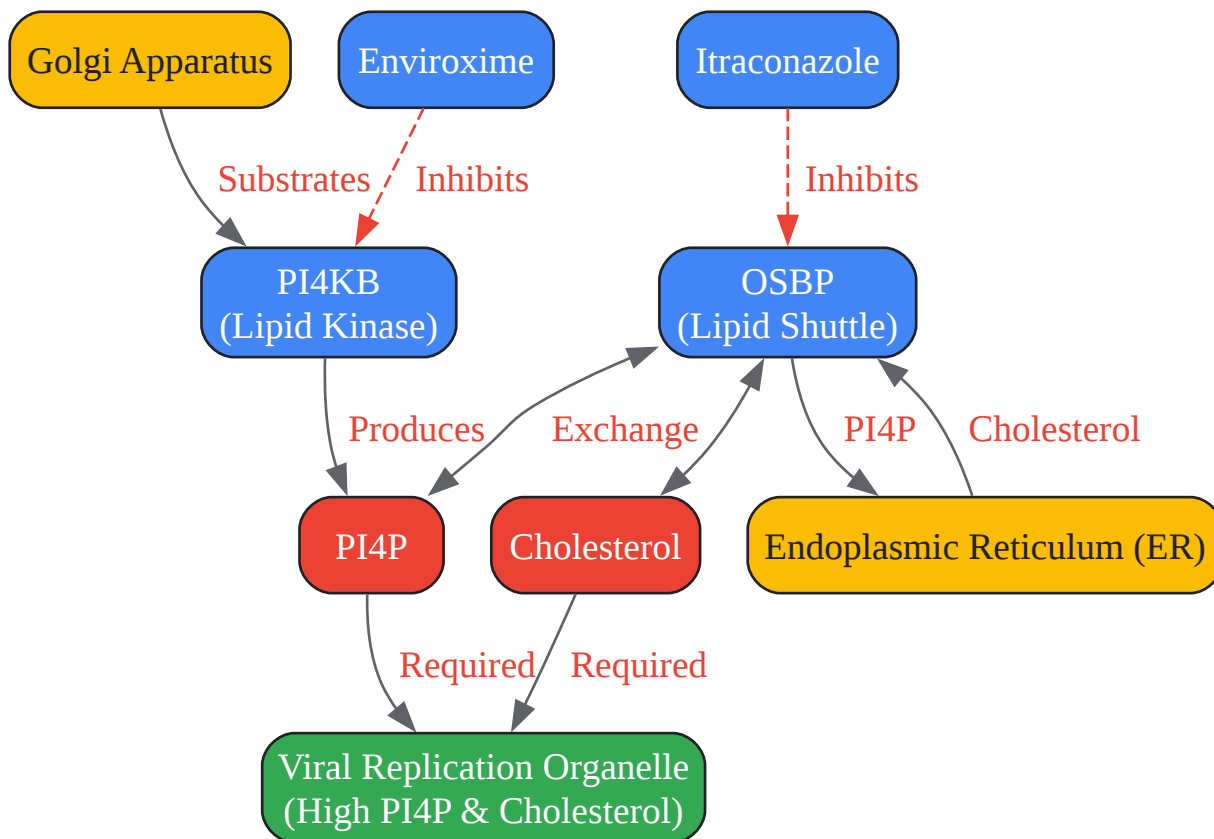 Golgi Apparatus
Enviroxime
Itraconazole
Substrates
Inhibits
Inhibits
PI4KB
(Lipid Kinase)
OSBP
(Lipid Shuttle)
Produces
Exchange
PI4P
Cholesterol
PI4P
Cholesterol
Endoplasmic Reticulum (ER)
Required
Required
Viral Replication Organelle
(High PI4P & Cholesterol)